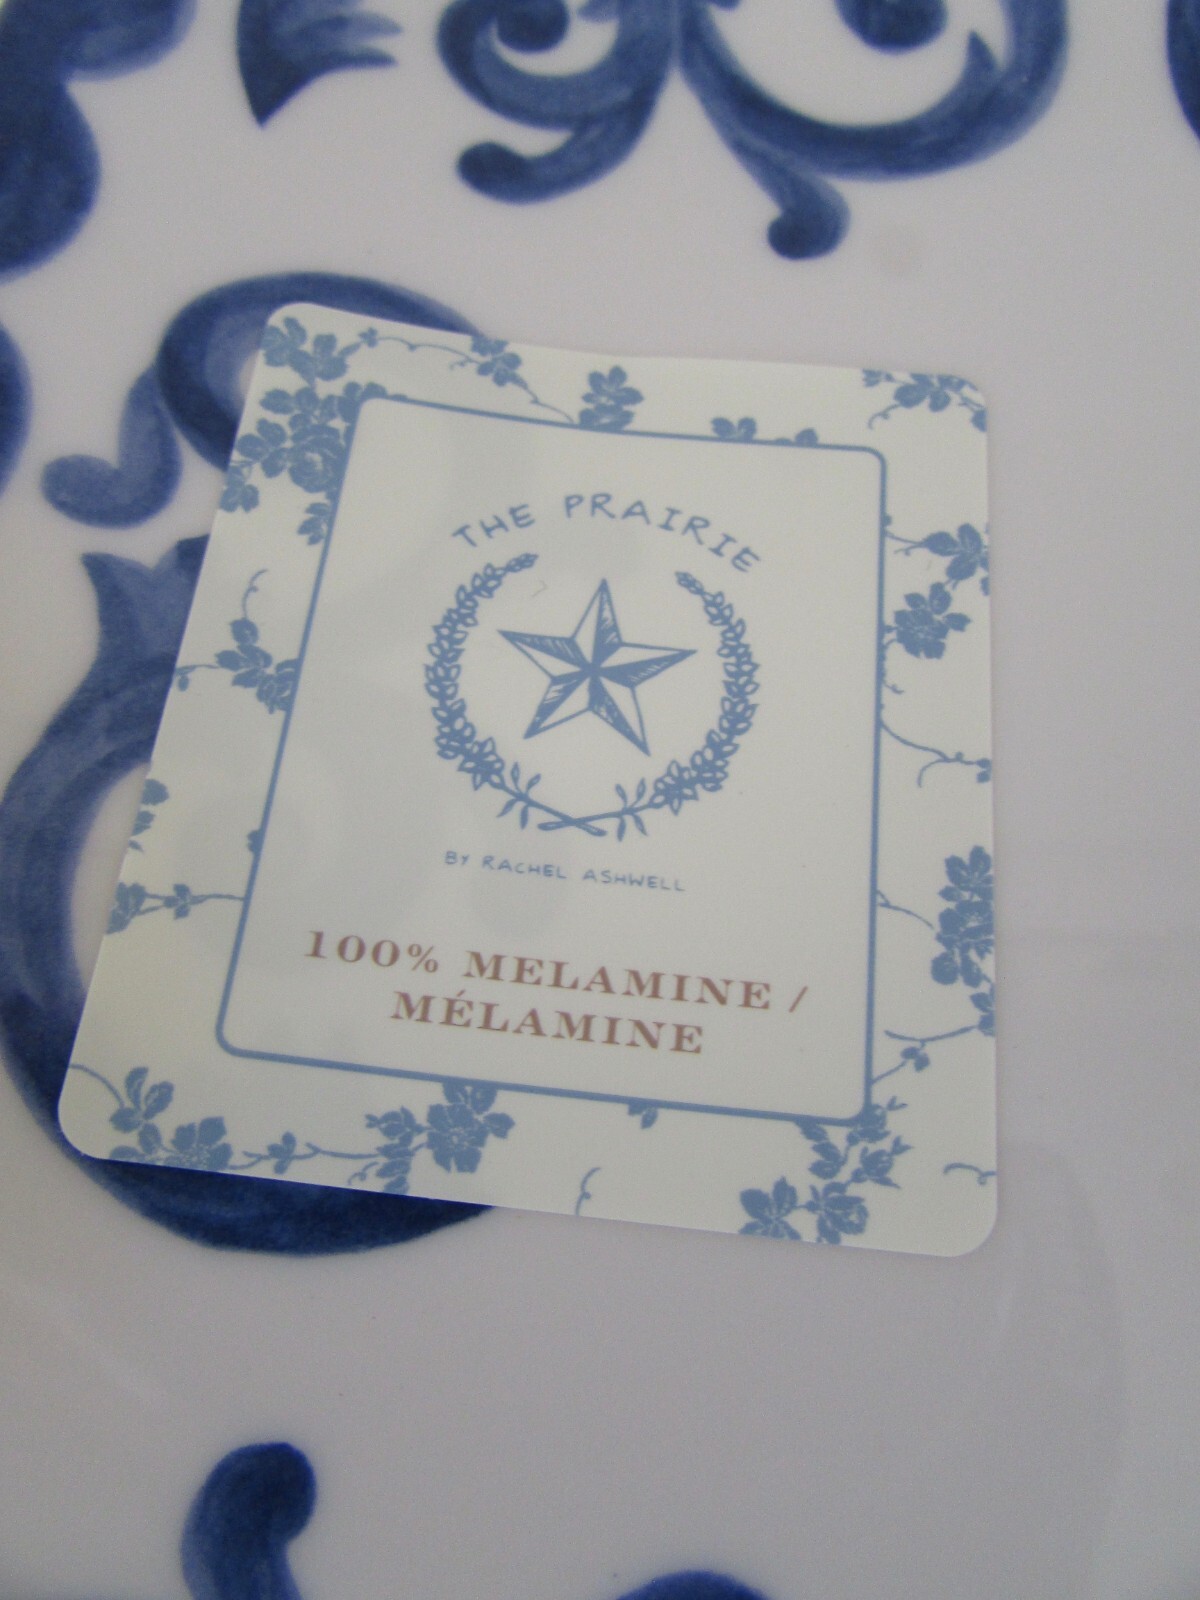 THE PRAIRIE
BY RACHEL ASHWELL
100% MELAMINE /
MÉLAMINE